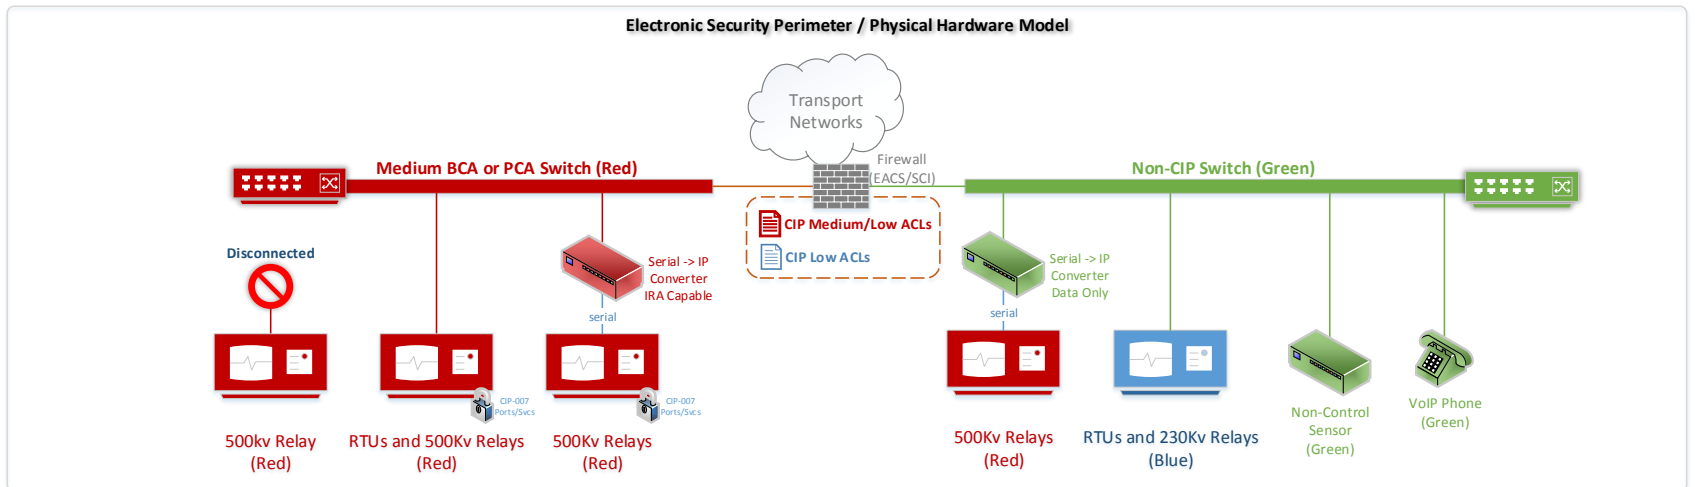 Electronic Security Perimeter / Physical Hardware Model
Transport
Networks
Medium BCA or PCA Switch (Red)
Firewall
(EACS/SCI)
Non-CIP Switch (Green)
CIP Medium/Low ACLs
CIP Low ACLs
Disconnected
Serial -> IP
Converter
IRA Capable
serial
Serial -> IP
Converter
Data Only
serial
CIP-007
Ports/Svcs
CIP-007
Ports/Svcs
500kv Relay
(Red)
RTUs and 500Kv Relays
(Red)
500Kv Relays
(Red)
500Kv Relays
(Red)
RTUs and 230Kv Relays
(Blue)
Non-Control
Sensor
(Green)
VoIP Phone
(Green)